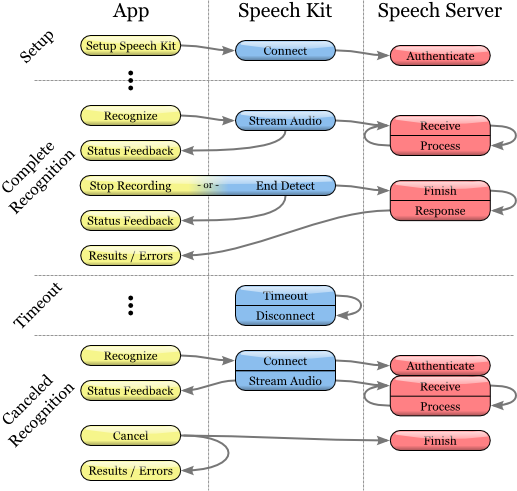 App Speech Kit Speech Server
Setup
Setup Speech Kit
Connect
Authenticate
Complete
Recognition
Recognize
Stream Audio
Receive
Process
Status Feedback
Stop Recording - or - End Detect
Finish
Response
Status Feedback
Results / Errors
Timeout
Timeout
Disconnect
Canceled
Recognition
Recognize
Connect
Authenticate
Status Feedback
Stream Audio
Receive
Process
Cancel
Finish
Results / Errors